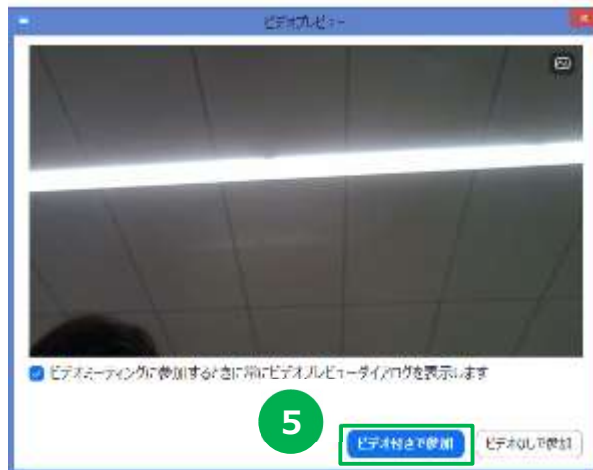 ビデオプレビュー
ビデオミーティングに参加するときに常にビデオプレビューダイアログを表示します
5
ビデオ付きで参加
ビデオなしで参加